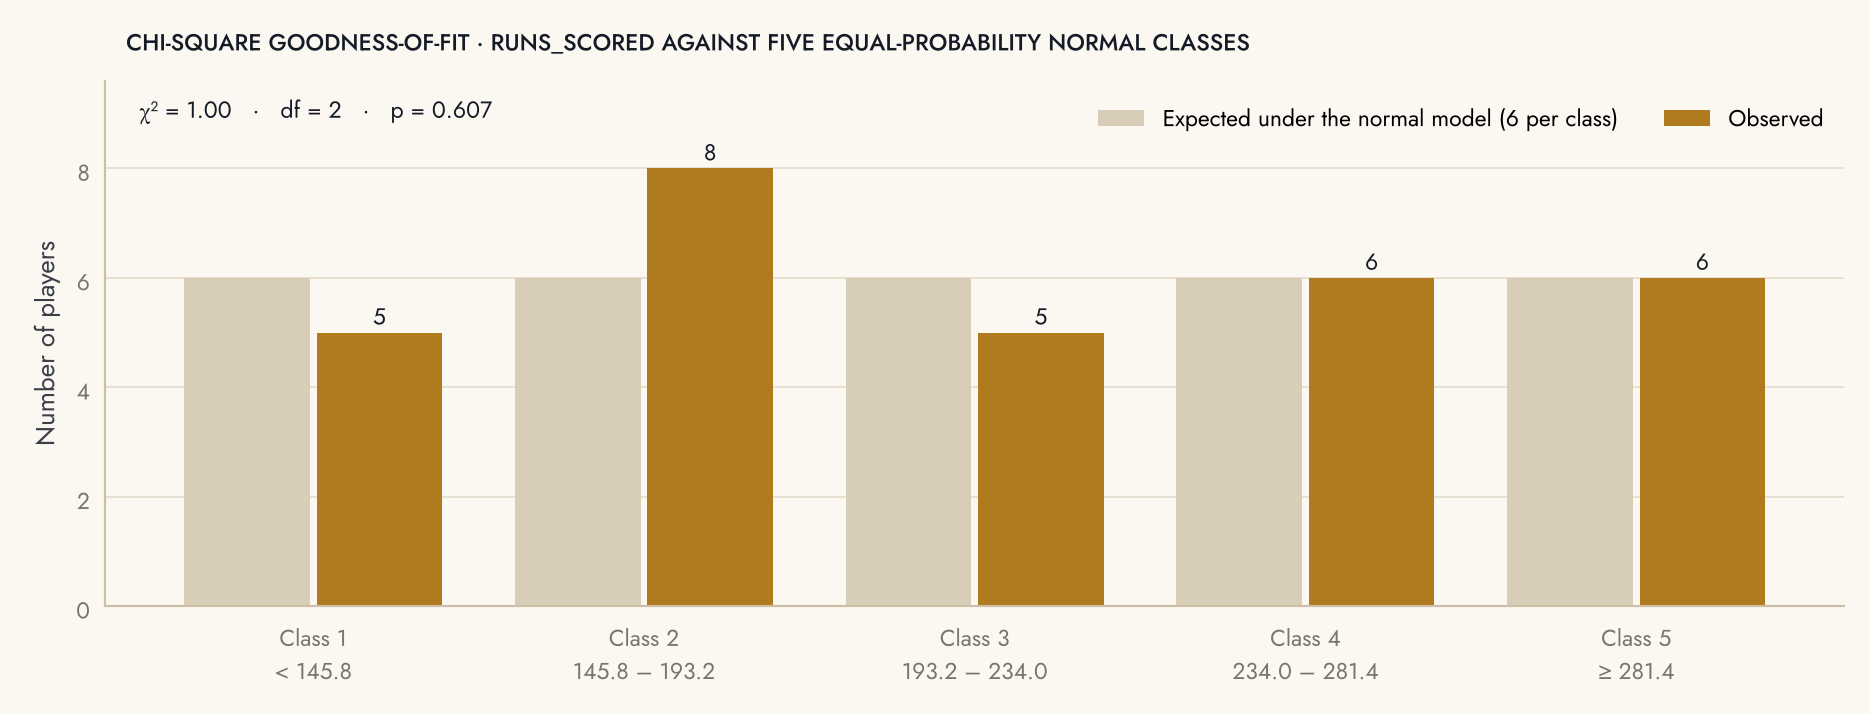 CHI-SQUARE GOODNESS-OF-FIT · RUNS_SCORED AGAINST FIVE EQUAL-PROBABILITY NORMAL CLASSES
χ² = 1.00 · df = 2 · p = 0.607
Expected under the normal model (6 per class)
Observed
Number of players
8
6
4
2
0
5
8
5
6
6
Class 1
< 145.8
Class 2
145.8 – 193.2
Class 3
193.2 – 234.0
Class 4
234.0 – 281.4
Class 5
≥ 281.4